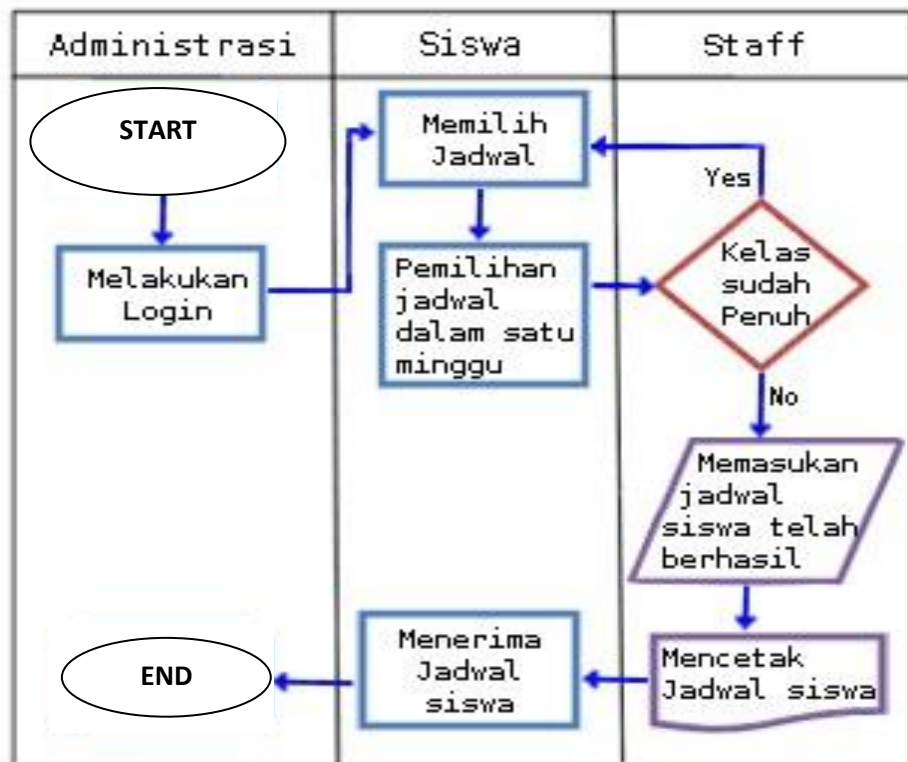 Administrasi
Siswa
Staff
START
Memilih
Jadwal
Yes
Melakukan
Login
Pemilihan
jadwal
dalam satu
minggu
Kelas
sudah
Penuh
No
Memasukan
jadwal
siswa telah
berhasil
Mencetak
Jadwal siswa
Menerima
Jadwal
siswa
END